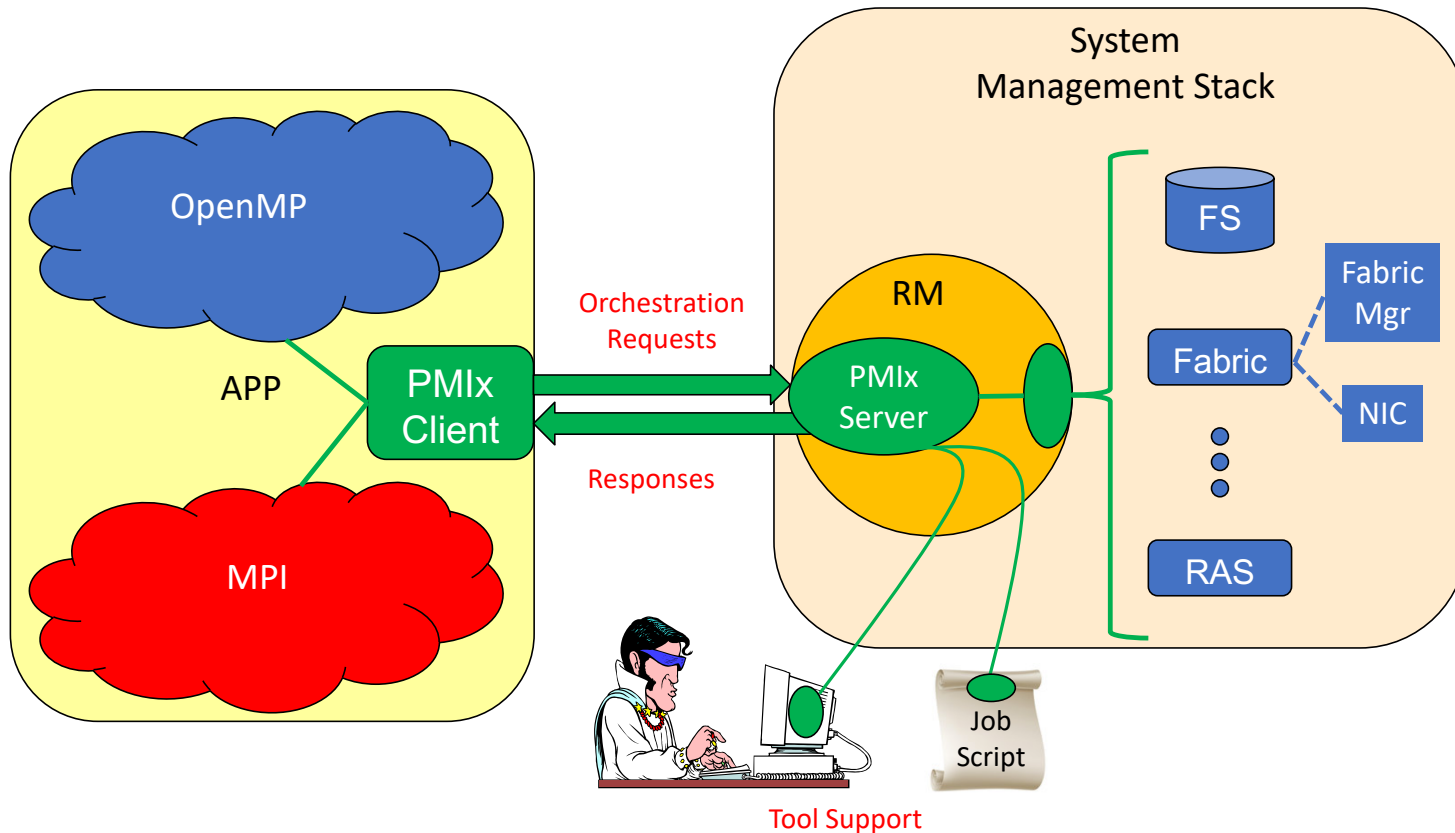 System
Management Stack
OpenMP
APP
PMIx
Client
MPI
Orchestration
Requests
Responses
RM
PMIx
Server
FS
Fabric
Mgr
Fabric
NIC
RAS
Job
Script
Tool Support